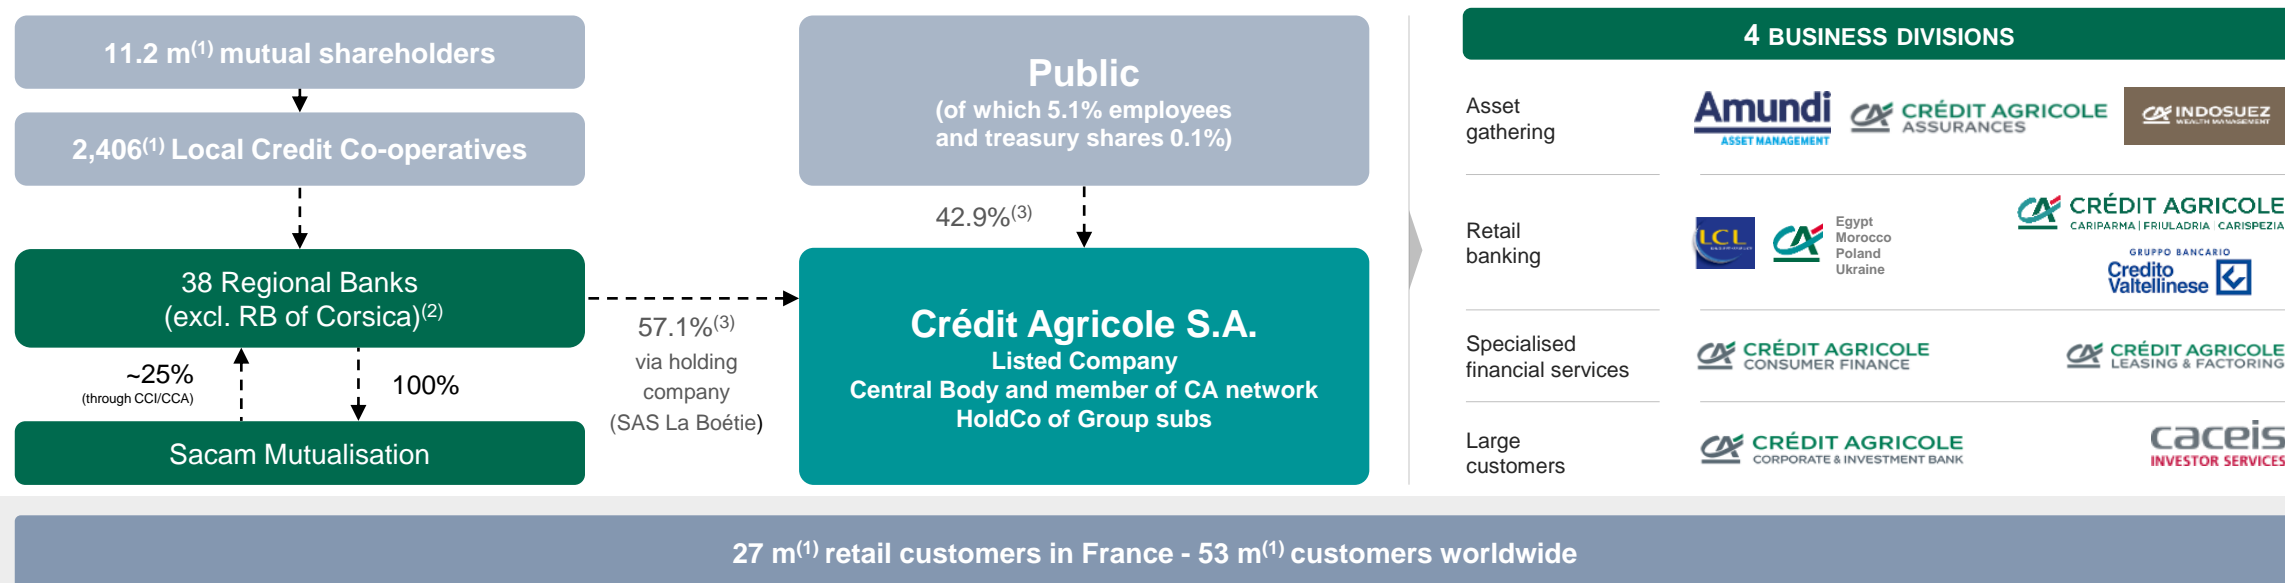 11.2 m(1) mutual shareholders
2,406(1) Local Credit Co-operatives
38 Regional Banks
(excl. RB of Corsica)(2)
~25%
(through CCI/CCA)
100%
Sacam Mutualisation
57.1%(3)
via holding
company
(SAS La Boétie)
Public
(of which 5.1% employees
and treasury shares 0.1%)
42.9%(3)
Crédit Agricole S.A.
Listed Company
Central Body and member of CA network
HoldCo of Group subs
4 BUSINESS DIVISIONS
Asset
gathering
Amundi
ASSET MANAGEMENT
CRÉDIT AGRICOLE
ASSURANCES
INDOSUEZ
WEALTH MANAGEMENT
Retail
banking
LCL
Egypt
Morocco
Poland
Ukraine
CRÉDIT AGRICOLE
CARIPARMA | FRIULADRIA | CARISPEZIA
GRUPPO BANCARIO
Credito
Valtellinese
Specialised
financial services
CRÉDIT AGRICOLE
CONSUMER FINANCE
CRÉDIT AGRICOLE
LEASING & FACTORING
Large
customers
CRÉDIT AGRICOLE
CORPORATE & INVESTMENT BANK
caceis
INVESTOR SERVICES
27 m(1) retail customers in France - 53 m(1) customers worldwide